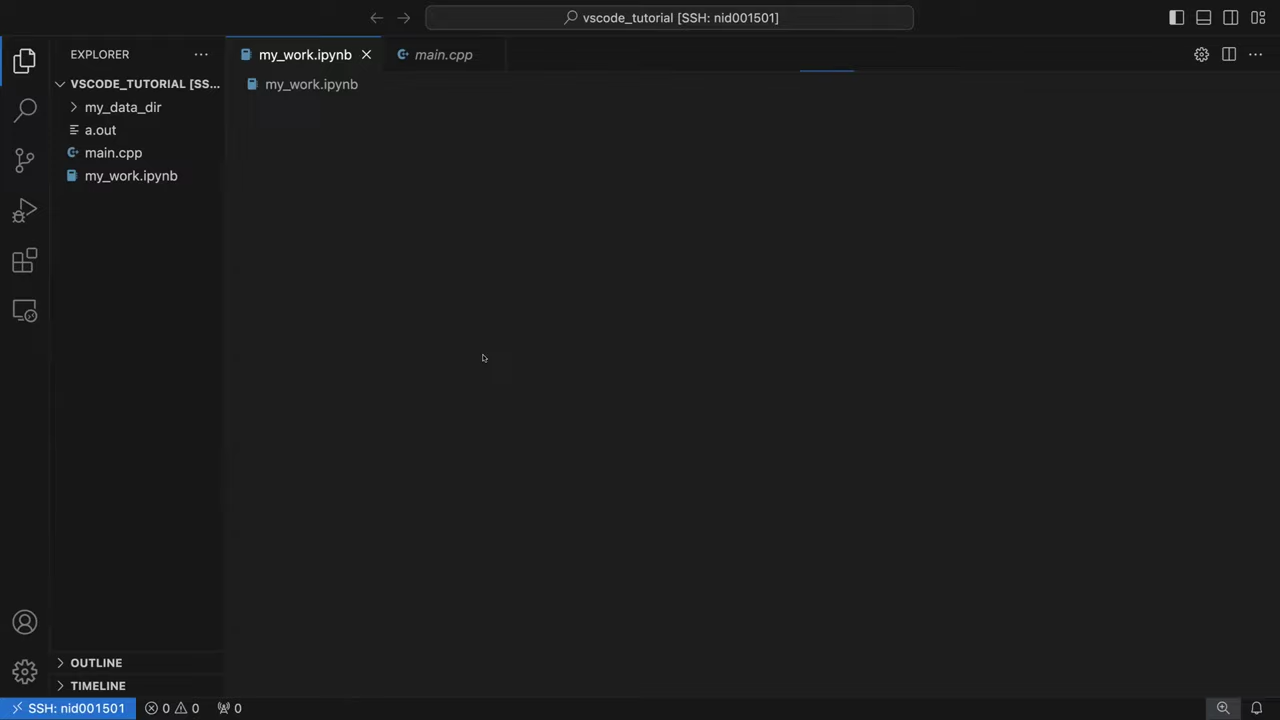 vscode_tutorial [SSH: nid001501]
EXPLORER
my_work.ipynb
main.cpp
VSCODE_TUTORIAL [SS...
my_work.ipynb
my_data_dir
a.out
main.cpp
my_work.ipynb
OUTLINE
TIMELINE
SSH: nid001501
0
0
0